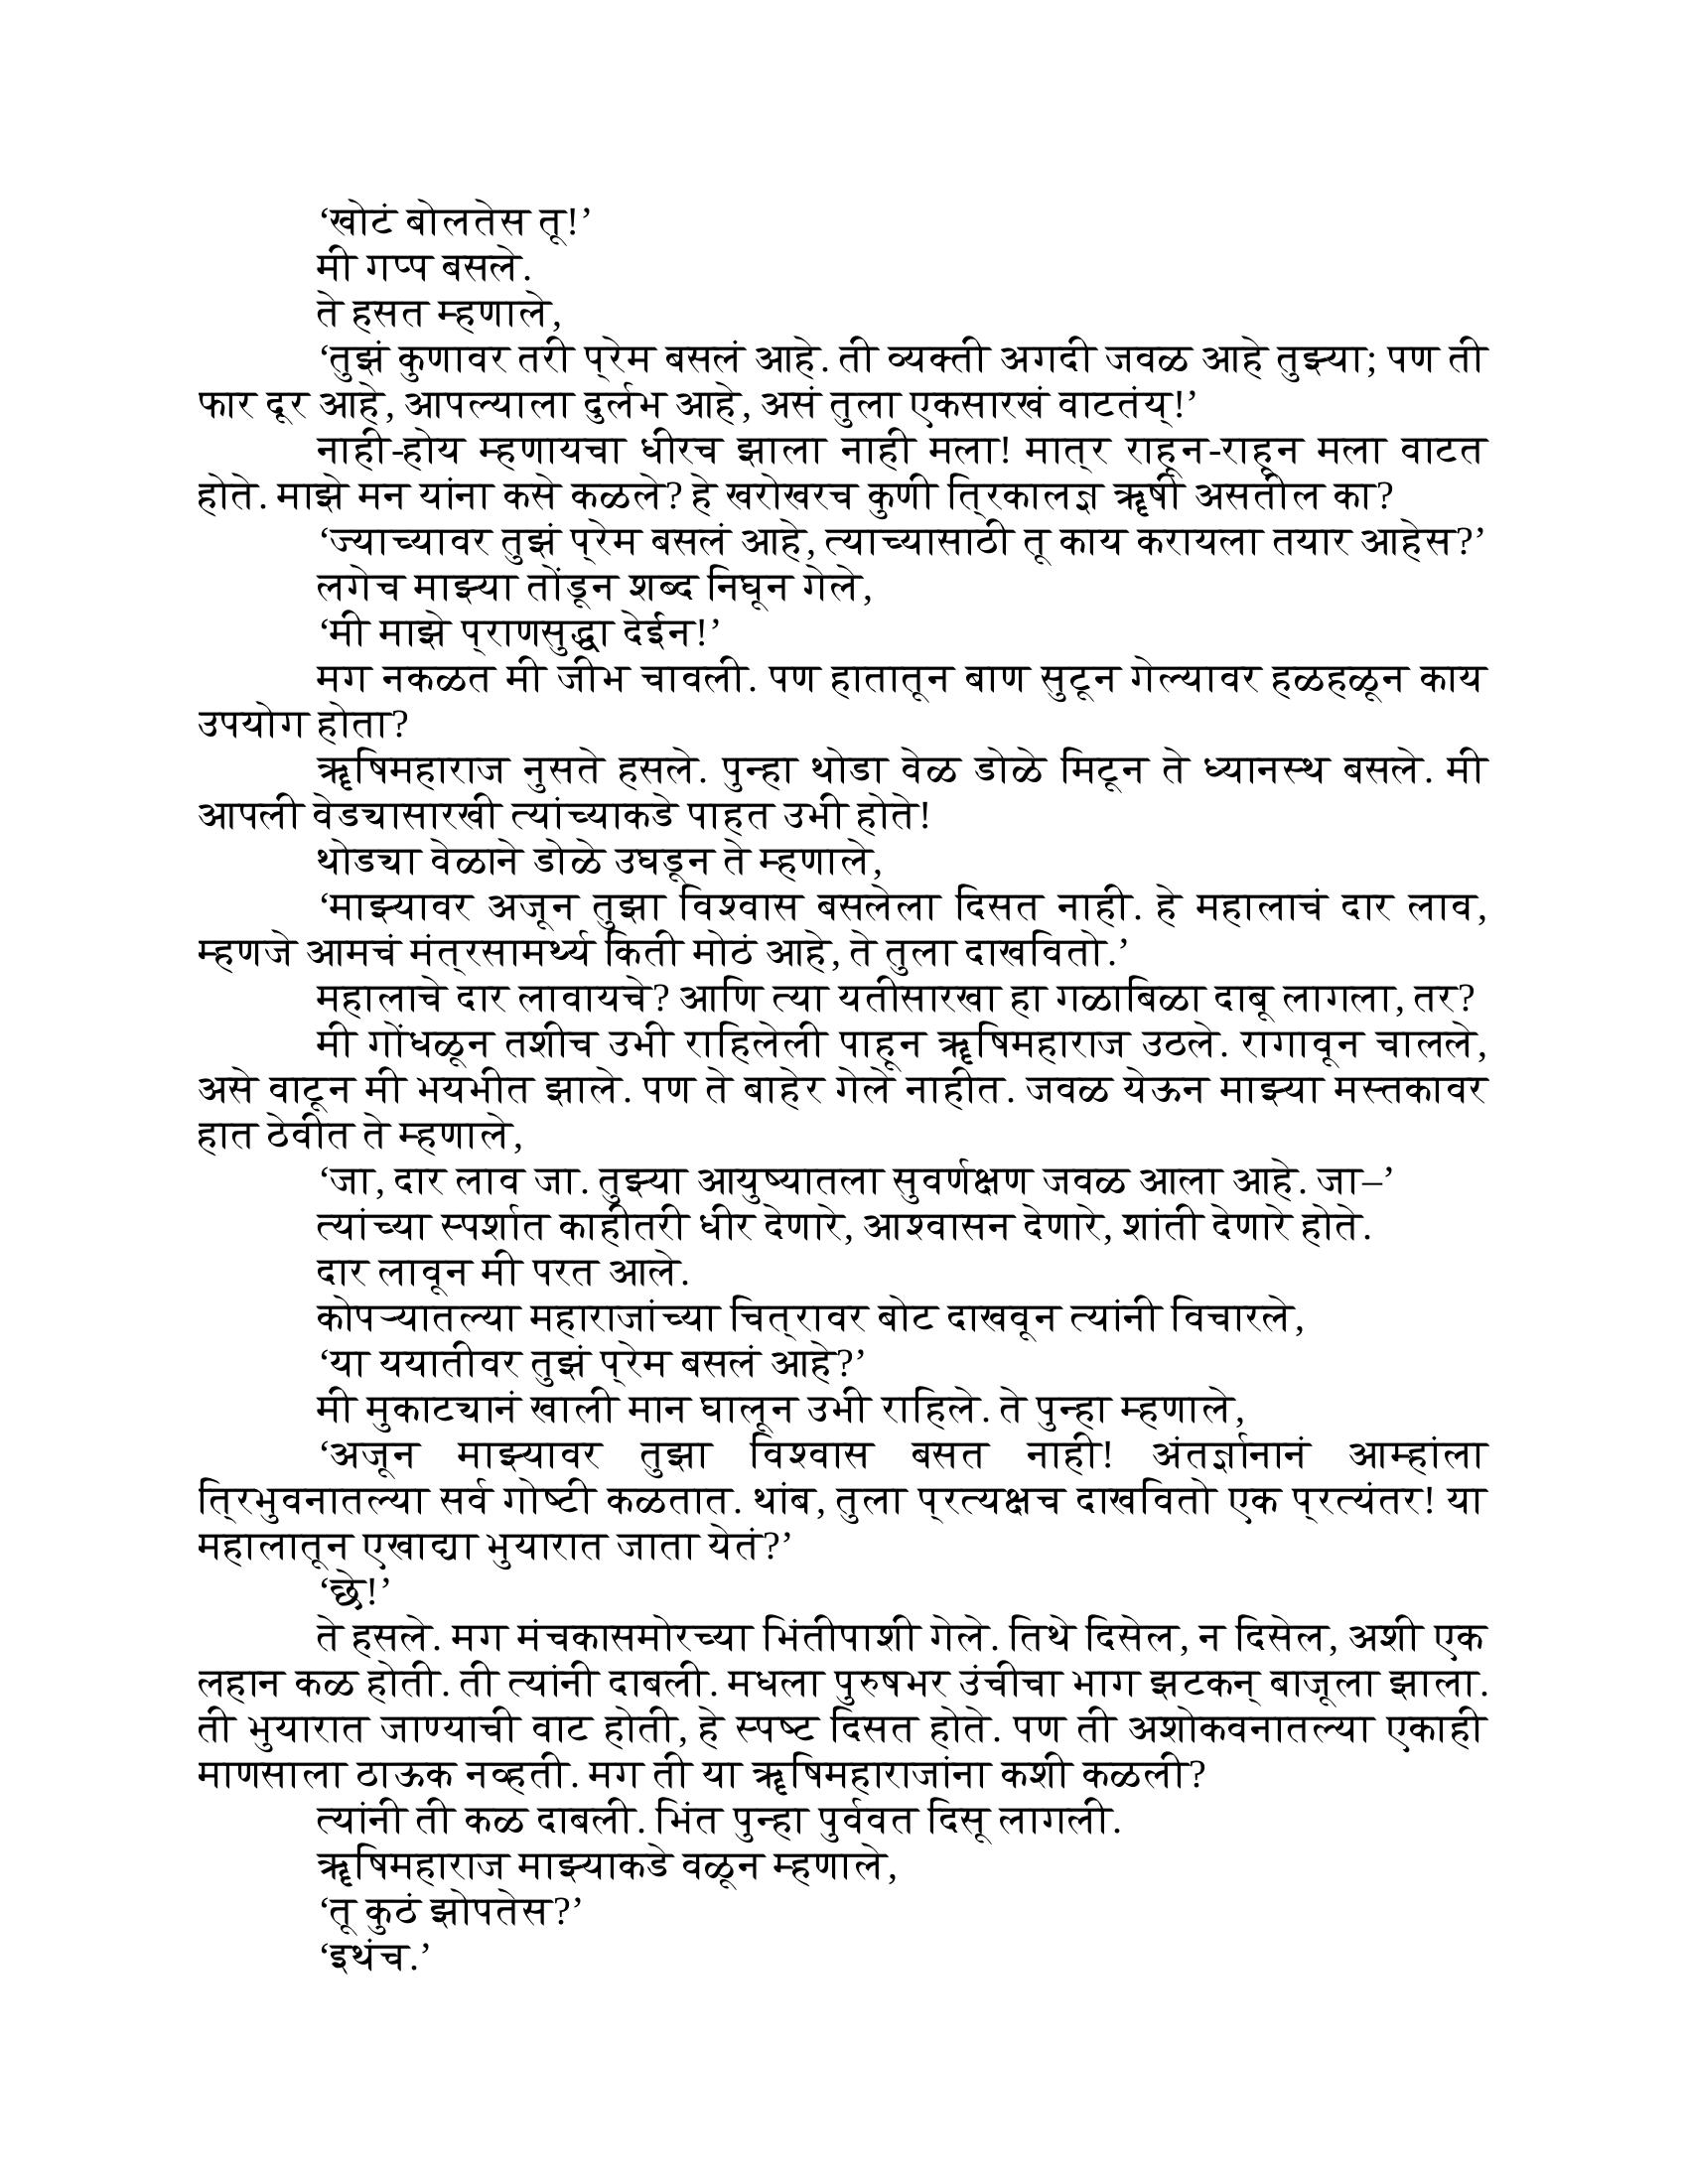 ‘खोटं बोलतेस तू!’
मी गप्प बसले.
ते हसत म्हणाले,
‘तुझं कुणावर तरी प्रेम बसलं आहे. ती व्यक्ती अगदी जवळ आहे तुझ्या; पण ती
फार दूर आहे, आपल्याला दुर्लभ आहे, असं तुला एकसारखं वाटतंय्!’
नाही-होय म्हणायचा धीरच झाला नाही मला! मात्र राहून-राहून मला वाटत
होते. माझे मन यांना कसे कळले? हे खरोखरच कुणी त्रिकालज्ञ ॠषी असतील का?
‘ज्याच्यावर तुझं प्रेम बसलं आहे, त्याच्यासाठी तू काय करायला तयार आहेस?’
लगेच माझ्या तोंडून शब्द निघून गेले,
‘मी माझे प्राणसुद्धा देईन!’
मग नकळत मी जीभ चावली. पण हातातून बाण सुटून गेल्यावर हळहळून काय
उपयोग होता?
ॠषिमहाराज नुसते हसले. पुन्हा थोडा वेळ डोळे मिटून ते ध्यानस्थ बसले. मी
आपली वेड्यासारखी त्यांच्याकडे पाहत उभी होते!
थोड्या वेळाने डोळे उघडून ते म्हणाले,
‘माझ्यावर अजून तुझा विश्वास बसलेला दिसत नाही. हे महालाचं दार लाव,
म्हणजे आमचं मंत्रसामर्थ्य किती मोठं आहे, ते तुला दाखवितो.’
महालाचे दार लावायचे? आणि त्या यतीसारखा हा गळाबिळा दाबू लागला, तर?
मी गोंधळून तशीच उभी राहिलेली पाहून ॠषिमहाराज उठले. रागावून चालले,
असे वाटून मी भयभीत झाले. पण ते बाहेर गेले नाहीत. जवळ येऊन माझ्या मस्तकावर
हात ठेवीत ते म्हणाले,
‘जा, दार लाव जा. तुझ्या आयुष्यातला सुवर्णक्षण जवळ आला आहे. जा–’
त्यांच्या स्पर्शात काहीतरी धीर देणारे, आश्वासन देणारे, शांती देणारे होते.
दार लावून मी परत आले.
कोपऱ्यातल्या महाराजांच्या चित्रावर बोट दाखवून त्यांनी विचारले,
‘या ययातीवर तुझं प्रेम बसलं आहे?’
मी मुकाट्यानं खाली मान घालून उभी राहिले. ते पुन्हा म्हणाले,
‘अजून माझ्यावर तुझा विश्वास बसत नाही! अंतर्ज्ञानानं आम्हांला
त्रिभुवनातल्या सर्व गोष्टी कळतात. थांब, तुला प्रत्यक्षच दाखवितो एक प्रत्यंतर! या
महालातून एखाद्या भुयारात जाता येतं?’
‘छे!’
ते हसले. मग मंचकासमोरच्या भिंतीपाशी गेले. तिथे दिसेल, न दिसेल, अशी एक
लहान कळ होती. ती त्यांनी दाबली. मधला पुरुषभर उंचीचा भाग झटकन् बाजूला झाला.
ती भुयारात जाण्याची वाट होती, हे स्पष्ट दिसत होते. पण ती अशोकवनातल्या एकाही
माणसाला ठाऊक नव्हती. मग ती या ॠषिमहाराजांना कशी कळली?
त्यांनी ती कळ दाबली. भिंत पुन्हा पुर्ववत दिसू लागली.
ॠषिमहाराज माझ्याकडे वळून म्हणाले,
‘तू कुठं झोपतेस?’
‘इथंच.’